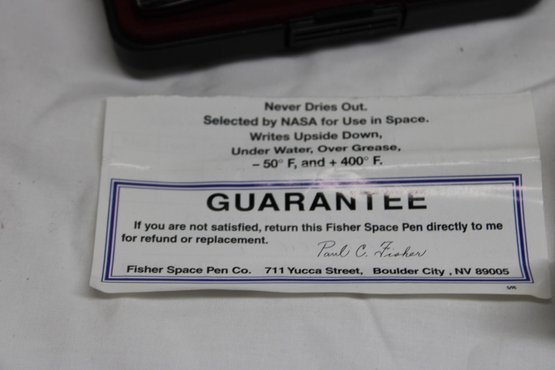 Never Dries Out.
Selected by NASA for Use in Space.
Writes Upside Down,
Under Water, Over Grease,
– 50° F, and + 400° F.
GUARANTEE
If you are not satisfied, return this Fisher Space Pen directly to me
for refund or replacement.
Paul C. Fisher
Fisher Space Pen Co. 711 Yucca Street, Boulder City , NV 89005